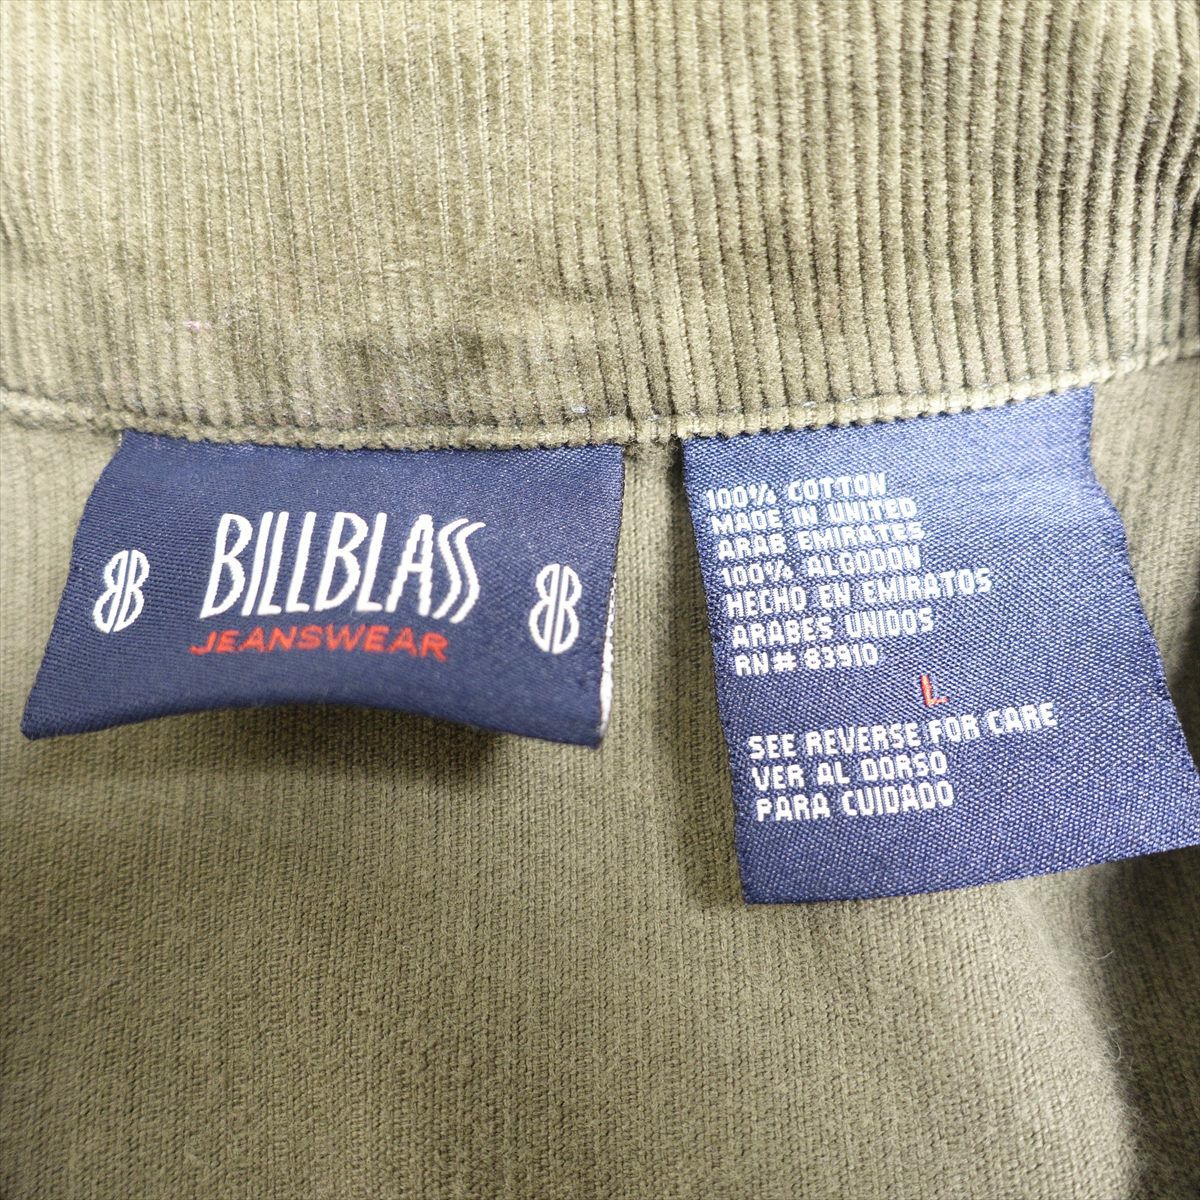 BILLBLASS
JEANSWEAR
BB
BB
100% COTTON
MADE IN UNITED
ARAB EMIRATES
100% ALGODON
HECHO EN EMIRATOS
ARABES UNIDOS
RN# 83910
L
SEE REVERSE FOR CARE
VER AL DORSO
PARA CUIDADO